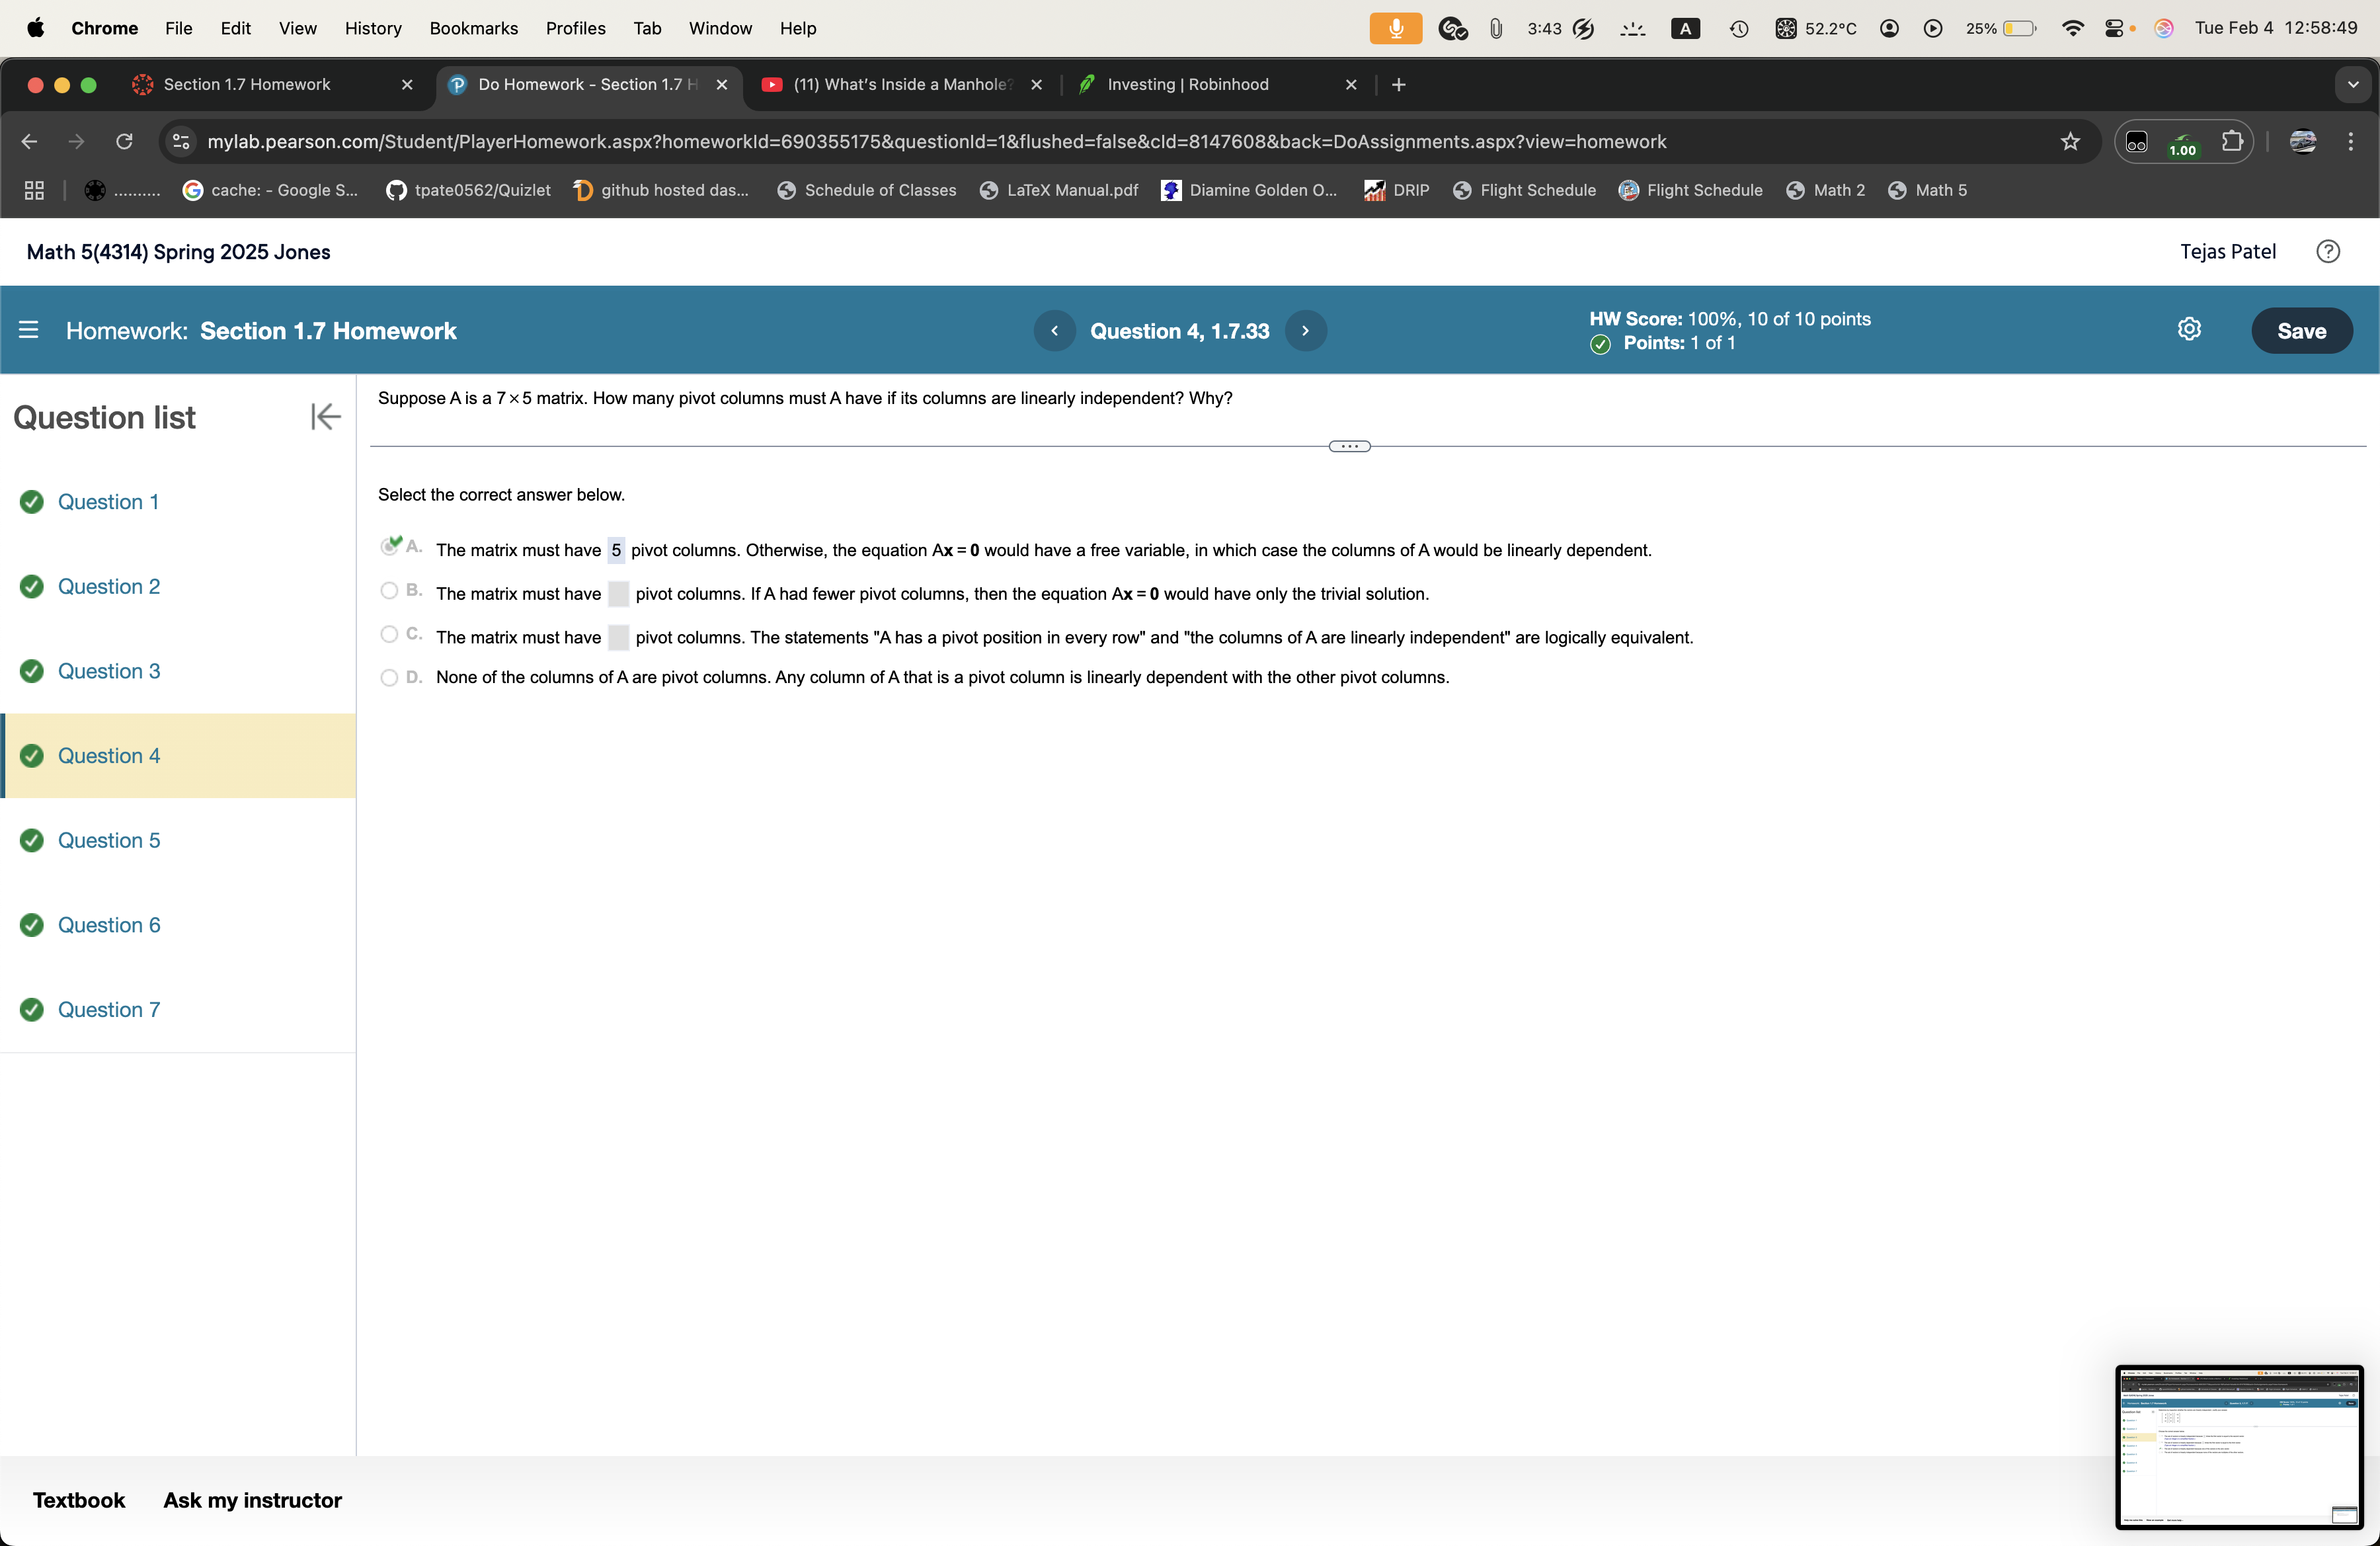 Chrome File Edit View History Bookmarks Profiles Tab Window Help 3:43 A 52.2°C 25% Tue Feb 4 12:58:49
Section 1.7 Homework Do Homework - Section 1.7 H (11) What's Inside a Manhole? Investing | Robinhood
mylab.pearson.com/Student/PlayerHomework.aspx?homeworkId=690355175&questionId=1&flushed=false&cId=8147608&back=DoAssignments.aspx?view=homework 1.00
.......... cache: - Google S... tpate0562/Quizlet github hosted das... Schedule of Classes LaTeX Manual.pdf Diamine Golden O... DRIP Flight Schedule Flight Schedule Math 2 Math 5
Math 5(4314) Spring 2025 Jones Tejas Patel
Homework: Section 1.7 Homework Question 4, 1.7.33 HW Score: 100%, 10 of 10 points Save
Points: 1 of 1
Question list
Question 1
Question 2
Question 3
Question 4
Question 5
Question 6
Question 7
Suppose A is a 7×5 matrix. How many pivot columns must A have if its columns are linearly independent? Why?
Select the correct answer below.
A. The matrix must have 5 pivot columns. Otherwise, the equation Ax = 0 would have a free variable, in which case the columns of A would be linearly dependent.
B. The matrix must have pivot columns. If A had fewer pivot columns, then the equation Ax = 0 would have only the trivial solution.
C. The matrix must have pivot columns. The statements "A has a pivot position in every row" and "the columns of A are linearly independent" are logically equivalent.
D. None of the columns of A are pivot columns. Any column of A that is a pivot column is linearly dependent with the other pivot columns.
Textbook Ask my instructor